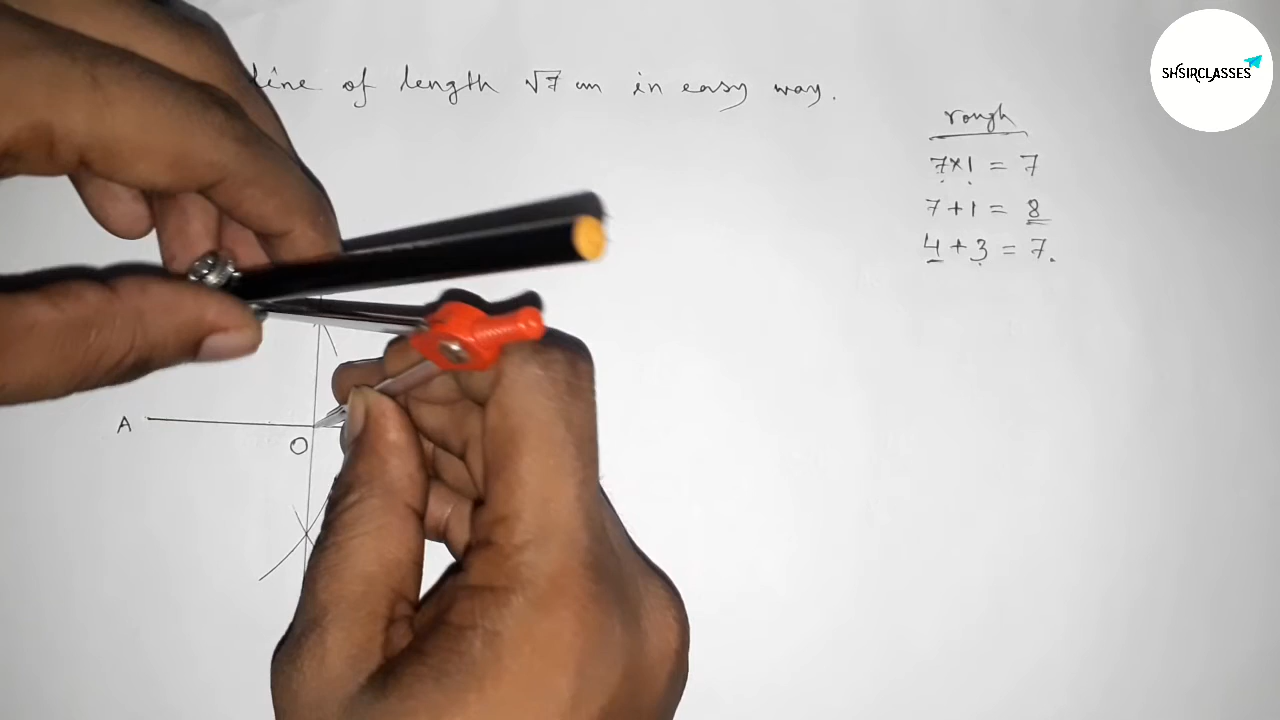 line of length √7 cm in easy way.
SHSIRCLASSES
rough
7×1 = 7
7+1 = 8
4+3 = 7.
A
O